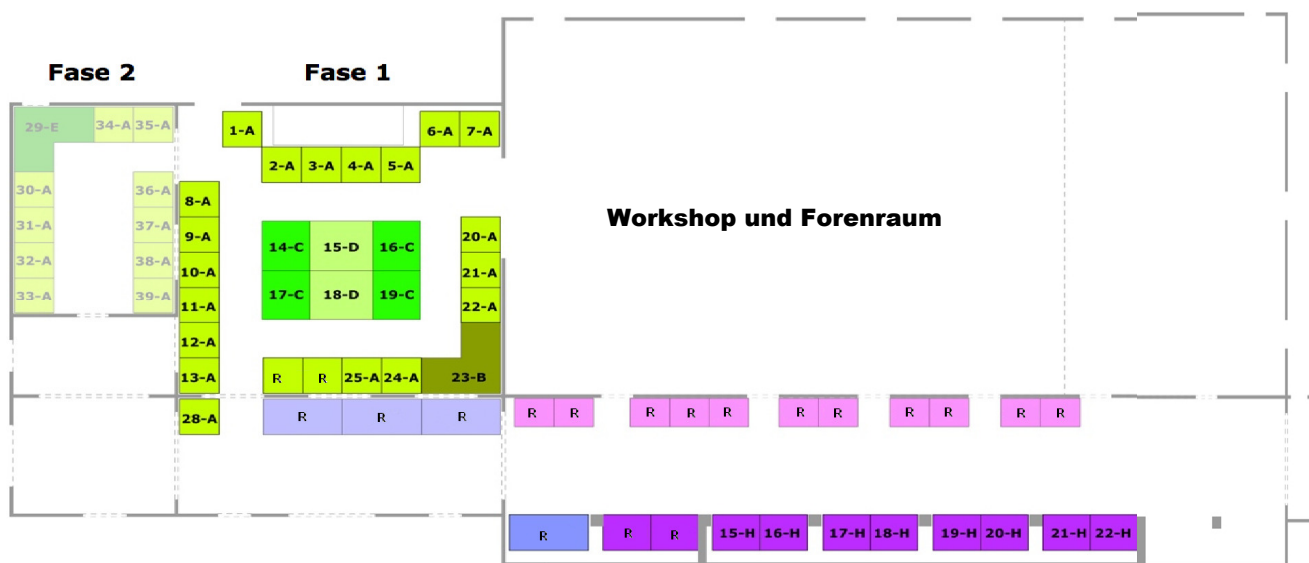 Fase 2 Fase 1
29-E 34-A 35-A 1-A 6-A 7-A
2-A 3-A 4-A 5-A
30-A 36-A 8-A
31-A 37-A 9-A 14-C 15-D 16-C 20-A Workshop und Forenraum
32-A 38-A 10-A 21-A
33-A 39-A 11-A 17-C 18-D 19-C 22-A
12-A
13-A R R 25-A 24-A 23-B
28-A R R R R R R R R R R R R R R
R R R 15-H 16-H 17-H 18-H 19-H 20-H 21-H 22-H